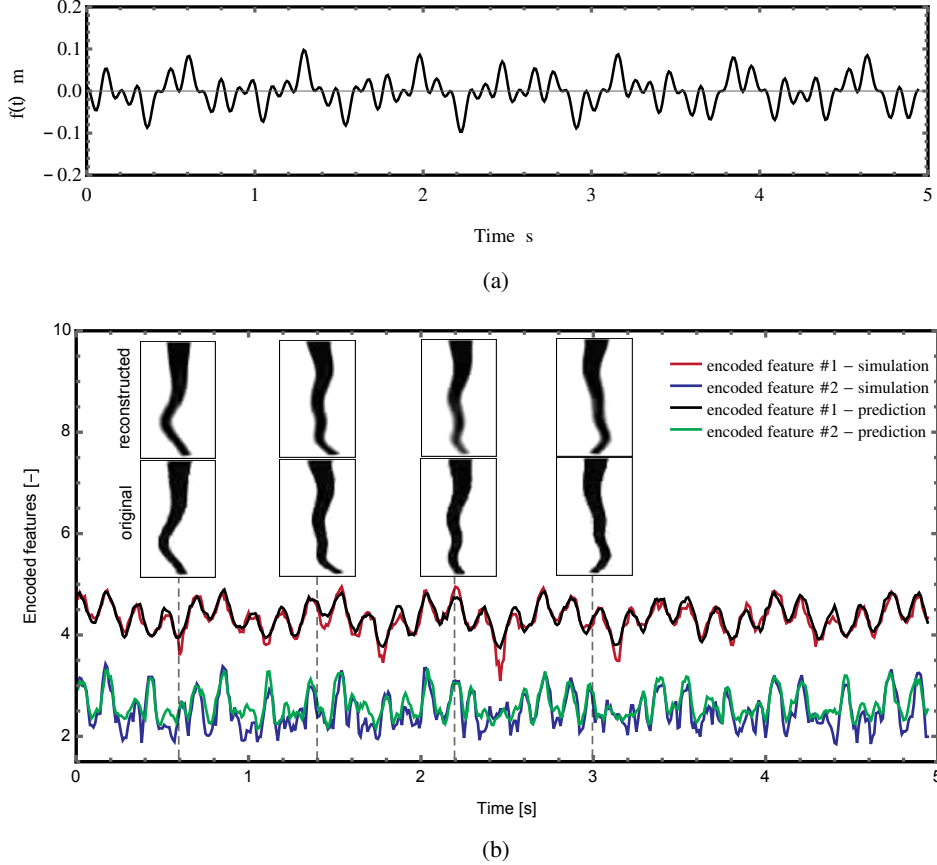 0.2
0.1
0.0
− 0.1
− 0.2
f(t) m
0 1 2 3 4 5
Time s
(a)
10
8
6
4
2
Encoded features [−]
reconstructed
original
encoded feature #1 − simulation
encoded feature #2 − simulation
encoded feature #1 − prediction
encoded feature #2 − prediction
0 1 2 3 4 5
Time [s]
(b)